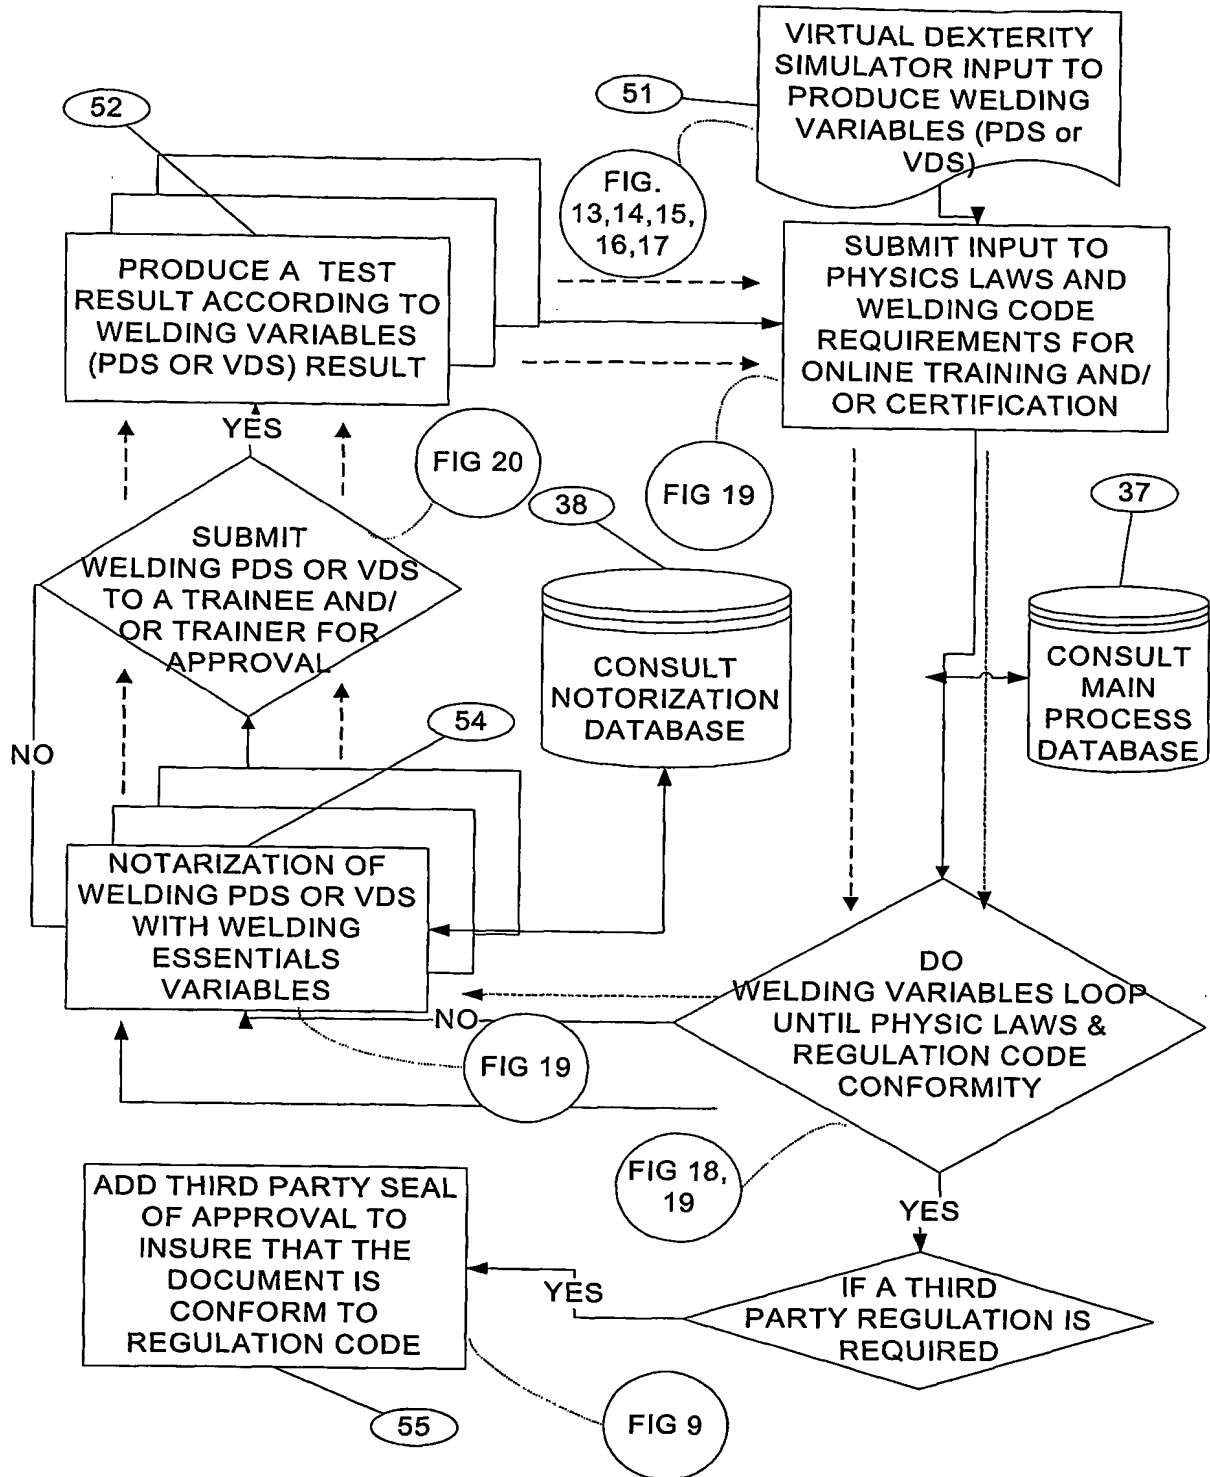 VIRTUAL DEXTERITY
SIMULATOR INPUT TO
PRODUCE WELDING
VARIABLES (PDS or
VDS)
51
52
FIG.
13,14,15,
16,17
PRODUCE A TEST
RESULT ACCORDING TO
WELDING VARIABLES
(PDS OR VDS) RESULT
SUBMIT INPUT TO
PHYSICS LAWS AND
WELDING CODE
REQUIREMENTS FOR
ONLINE TRAINING AND/
OR CERTIFICATION
YES
FIG 20
FIG 19
38
37
SUBMIT
WELDING PDS OR VDS
TO A TRAINEE AND/
OR TRAINER FOR
APPROVAL
CONSULT
NOTORIZATION
DATABASE
CONSULT
MAIN
PROCESS
DATABASE
NO
54
NOTARIZATION OF
WELDING PDS OR VDS
WITH WELDING
ESSENTIALS
VARIABLES
DO
WELDING VARIABLES LOOP
UNTIL PHYSIC LAWS &
REGULATION CODE
CONFORMITY
NO
FIG 19
FIG 18,
19
YES
ADD THIRD PARTY SEAL
OF APPROVAL TO
INSURE THAT THE
DOCUMENT IS
CONFORM TO
REGULATION CODE
YES
IF A THIRD
PARTY REGULATION IS
REQUIRED
FIG 9
55